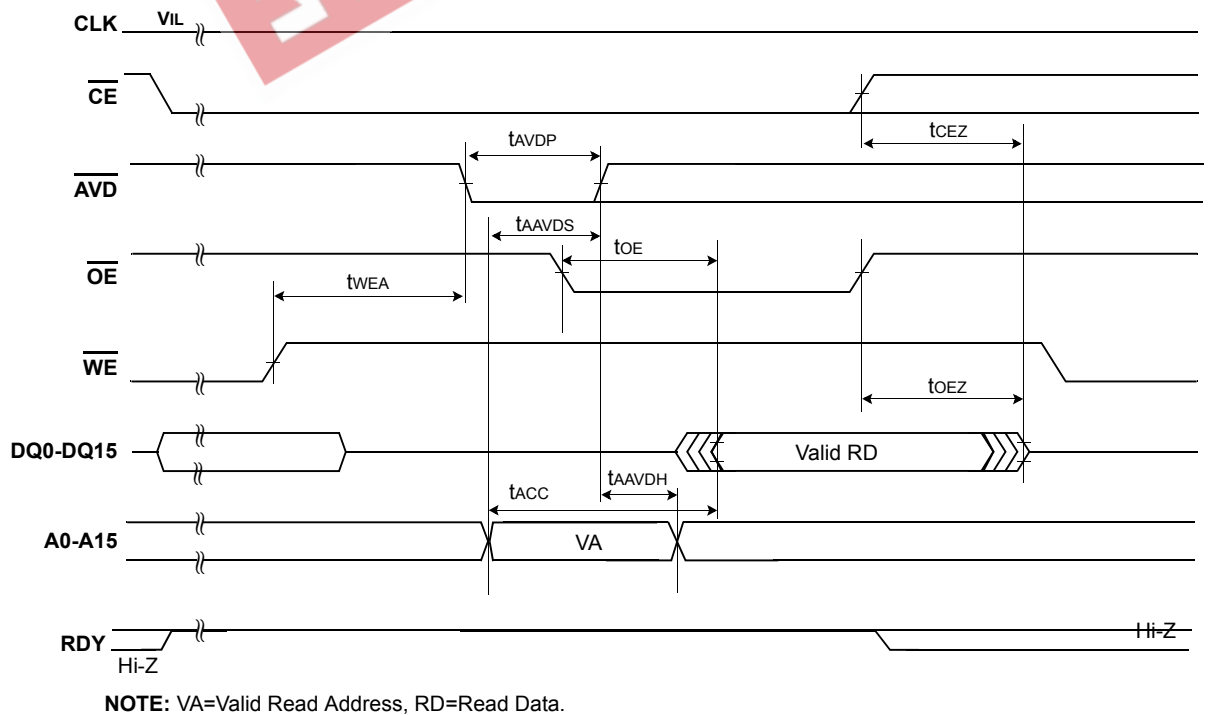 CLK VIL
CE
tCEZ
tAVDP
AVD
tAAVDS
tOE
OE
tWEA
WE
tOEZ
DQ0-DQ15 Valid RD
tAAVDH
tACC
A0-A15 VA
RDY Hi-Z
Hi-Z
NOTE: VA=Valid Read Address, RD=Read Data.